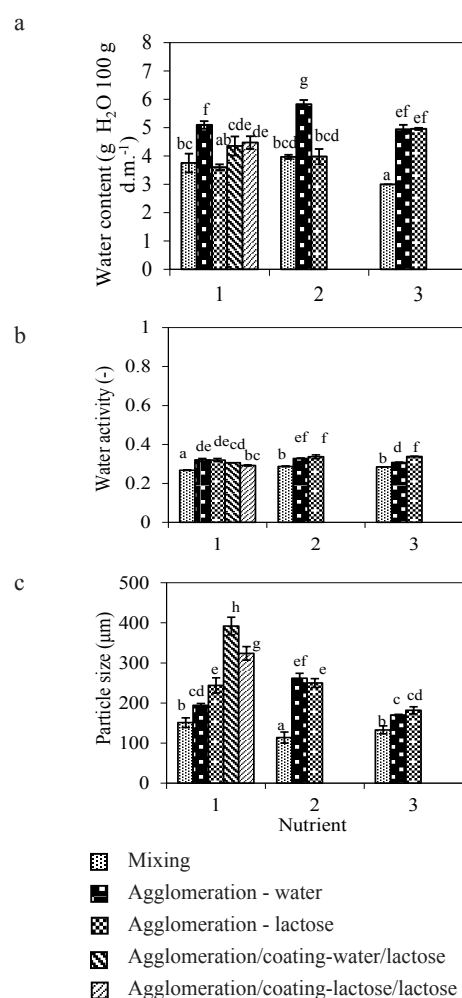 a
Water content (g H₂O 100 g
d.m.⁻¹)
8
7
6
5
4
3
2
1
0
bc
f
ab
cde
de
bcd
g
bcd
a
ef
ef
1
2
3
b
Water activity (-)
1
0.8
0.6
0.4
0.2
0
a
de
de
cd
bc
b
ef
f
b
d
f
1
2
3
c
Particle size (µm)
500
400
300
200
100
0
b
cd
e
h
g
a
ef
e
b
c
cd
1
2
3
Nutrient
Mixing
Agglomeration - water
Agglomeration - lactose
Agglomeration/coating-water/lactose
Agglomeration/coating-lactose/lactose